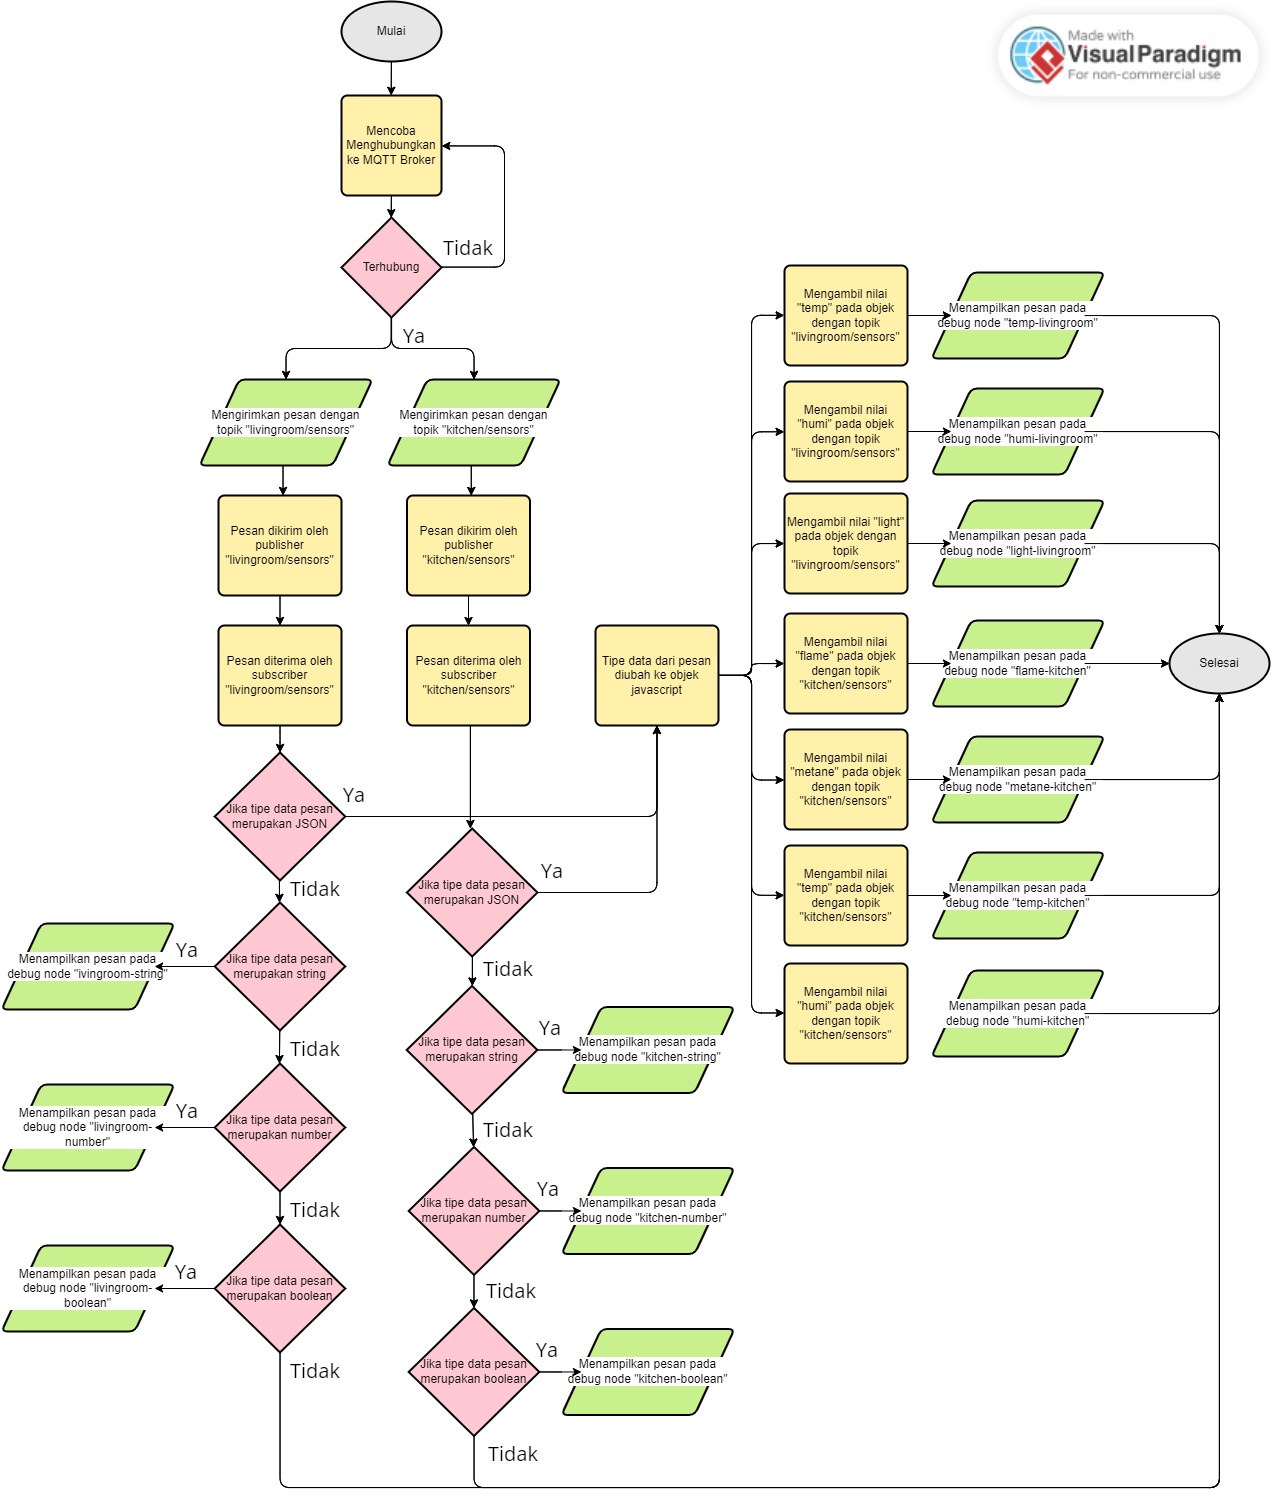 Mulai
Made with
VisualParadigm
For non-commercial use
Mencoba
Menghubungkan
ke MQTT Broker
Terhubung
Tidak
Ya
Mengirimkan pesan dengan
topik "livingroom/sensors"
Mengirimkan pesan dengan
topik "kitchen/sensors"
Pesan dikirim oleh
publisher
"livingroom/sensors"
Pesan dikirim oleh
publisher
"kitchen/sensors"
Pesan diterima oleh
subscriber
"livingroom/sensors"
Pesan diterima oleh
subscriber
"kitchen/sensors"
Tipe data dari pesan
diubah ke objek
javascript
Jika tipe data pesan
merupakan JSON
Ya
Tidak
Jika tipe data pesan
merupakan string
Ya
Menampilkan pesan pada
debug node "ivingroom-string"
Tidak
Jika tipe data pesan
merupakan number
Ya
Menampilkan pesan pada
debug node "livingroom-
number"
Tidak
Jika tipe data pesan
merupakan boolean
Ya
Menampilkan pesan pada
debug node "livingroom-
boolean"
Tidak
Jika tipe data pesan
merupakan JSON
Ya
Tidak
Jika tipe data pesan
merupakan string
Ya
Menampilkan pesan pada
debug node "kitchen-string"
Tidak
Jika tipe data pesan
merupakan number
Ya
Menampilkan pesan pada
debug node "kitchen-number"
Tidak
Jika tipe data pesan
merupakan boolean
Ya
Menampilkan pesan pada
debug node "kitchen-boolean"
Tidak
Mengambil nilai
"temp" pada objek
dengan topik
"livingroom/sensors"
Menampilkan pesan pada
debug node "temp-livingroom"
Mengambil nilai
"humi" pada objek
dengan topik
"livingroom/sensors"
Menampilkan pesan pada
debug node "humi-livingroom"
Mengambil nilai "light"
pada objek dengan
topik
"livingroom/sensors"
Menampilkan pesan pada
debug node "light-livingroom"
Mengambil nilai
"flame" pada objek
dengan topik
"kitchen/sensors"
Menampilkan pesan pada
debug node "flame-kitchen"
Mengambil nilai
"metane" pada objek
dengan topik
"kitchen/sensors"
Menampilkan pesan pada
debug node "metane-kitchen"
Mengambil nilai
"temp" pada objek
dengan topik
"kitchen/sensors"
Menampilkan pesan pada
debug node "temp-kitchen"
Mengambil nilai
"humi" pada objek
dengan topik
"kitchen/sensors"
Menampilkan pesan pada
debug node "humi-kitchen"
Selesai